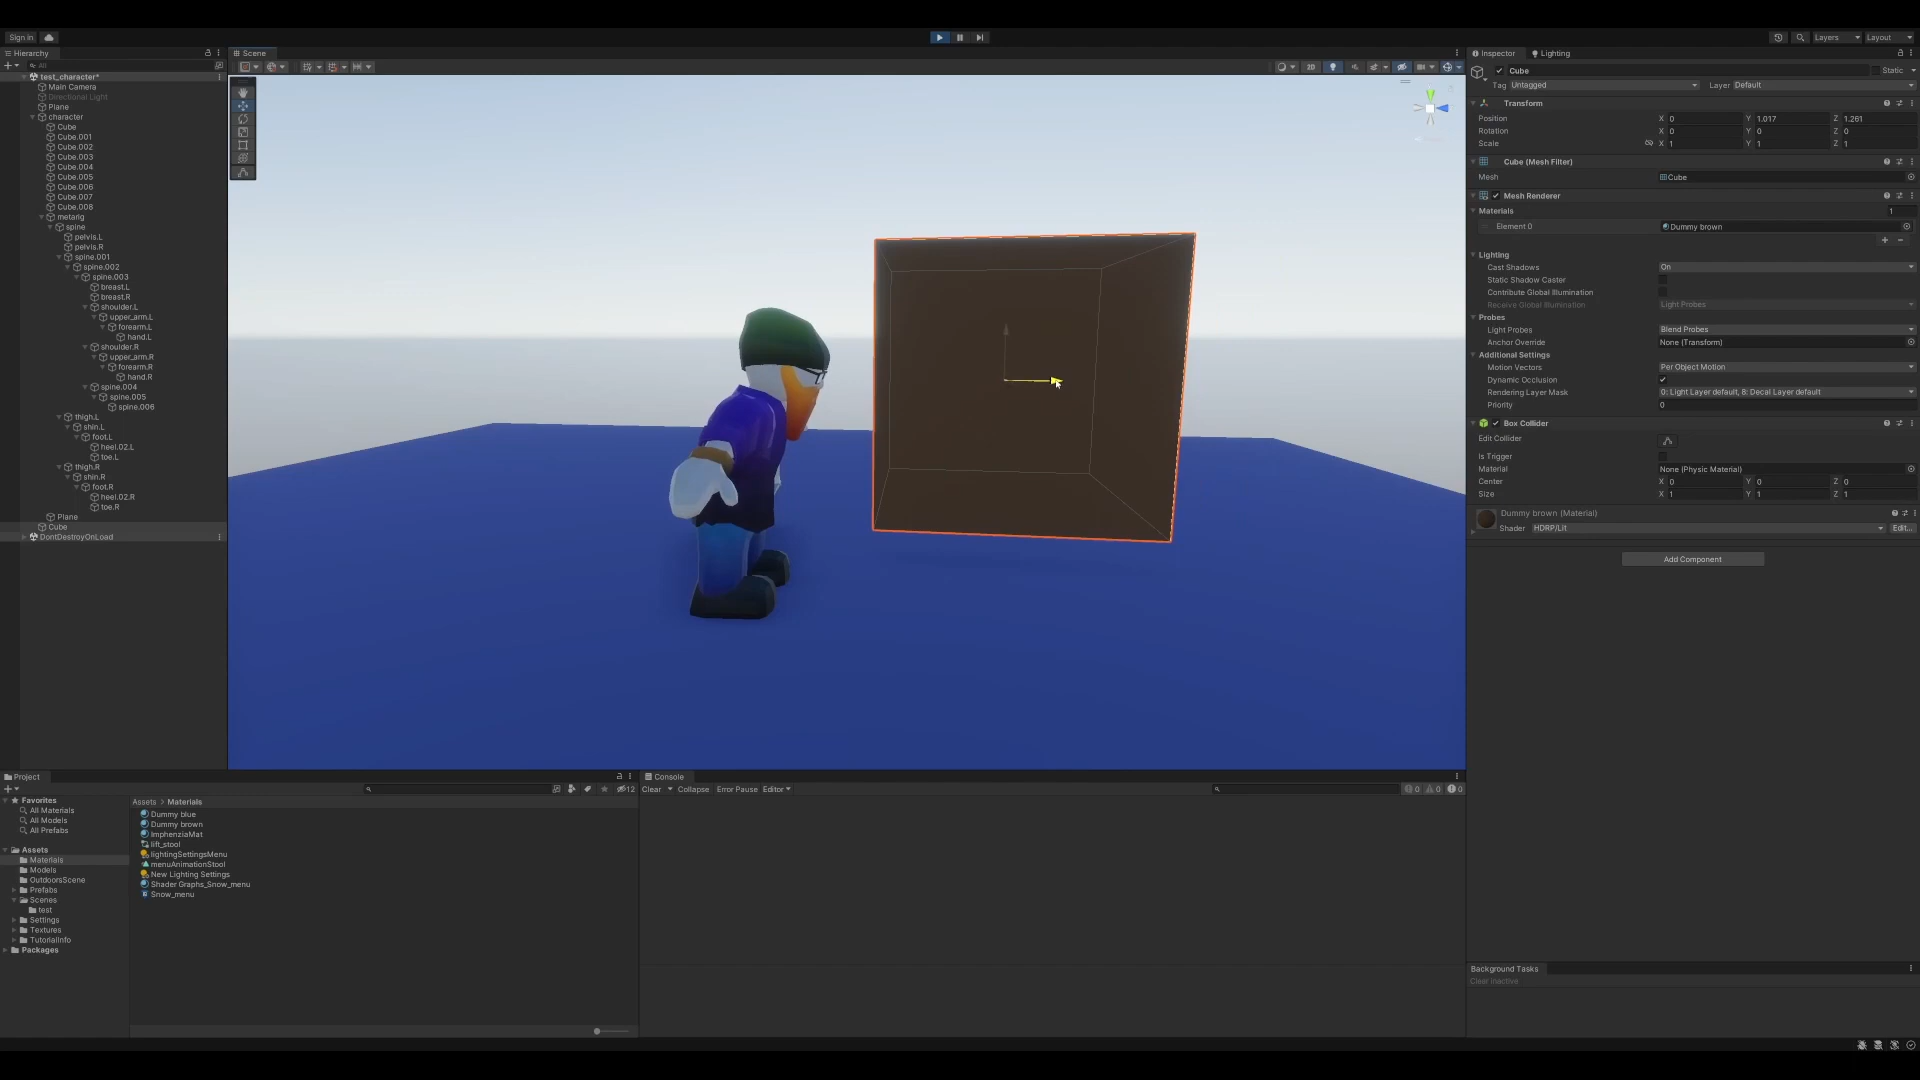 Sign in
Layers
Layout
Hierarchy
All
test_character*
Main Camera
Directional Light
Plane
character
Cube
Cube.001
Cube.002
Cube.003
Cube.004
Cube.005
Cube.006
Cube.007
Cube.008
metarig
spine
pelvis.L
pelvis.R
spine.001
spine.002
spine.003
breast.L
breast.R
shoulder.L
upper_arm.L
forearm.L
hand.L
shoulder.R
upper_arm.R
forearm.R
hand.R
spine.004
spine.005
spine.006
thigh.L
shin.L
foot.L
heel.02.L
toe.L
thigh.R
shin.R
foot.R
heel.02.R
toe.R
Plane
Cube
DontDestroyOnLoad
Scene
2D
Inspector Lighting
Cube Static
Tag Untagged Layer Default
Transform
Position X 0 Y 1.017 Z 1.261
Rotation X 0 Y 0 Z 0
Scale X 1 Y 1 Z 1
Cube (Mesh Filter)
Mesh Cube
Mesh Renderer
Materials 1
Element 0 Dummy brown
Lighting
Cast Shadows On
Static Shadow Caster
Contribute Global Illumination
Receive Global Illumination Light Probes
Probes
Light Probes Blend Probes
Anchor Override None (Transform)
Additional Settings
Motion Vectors Per Object Motion
Dynamic Occlusion
Rendering Layer Mask 0: Light Layer default, 8: Decal Layer default
Priority 0
Box Collider
Edit Collider
Is Trigger
Material None (Physic Material)
Center X 0 Y 0 Z 0
Size X 1 Y 1 Z 1
Dummy brown (Material)
Shader HDRP/Lit Edit...
Add Component
Background Tasks
Clear inactive
Project
12
Favorites
All Materials
All Models
All Prefabs
Assets
Materials
Models
OutdoorsScene
Prefabs
Scenes
test
Settings
Textures
TutorialInfo
Packages
Assets > Materials
Dummy blue
Dummy brown
ImphenziaMat
lift_stool
lightingSettingsMenu
menuAnimationStool
New Lighting Settings
Shader Graphs_Snow_menu
Snow_menu
Console
Clear Collapse Error Pause Editor
0 0 0